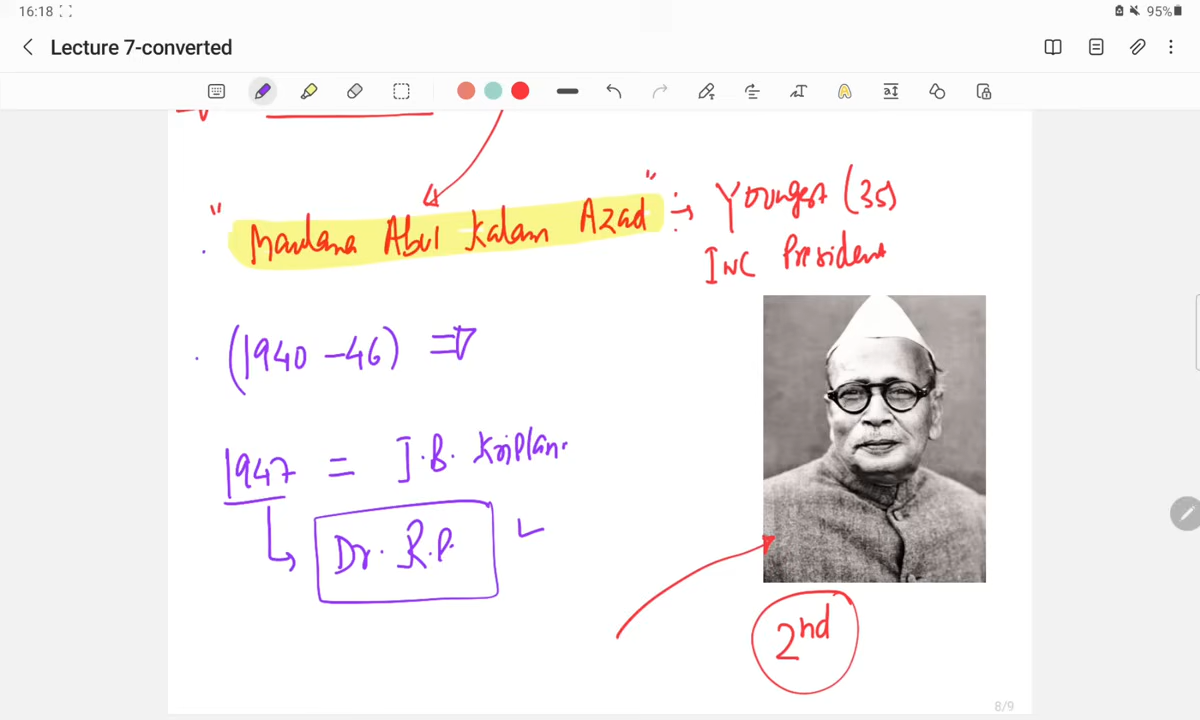 16:18
95%
Lecture 7-converted
" Maulana Abul Kalam Azad " :→ Youngest (35)
INC President
(1940-46) ⇒
1947 = J.B. Kriplani
Dr. R.P.
2nd
8/9